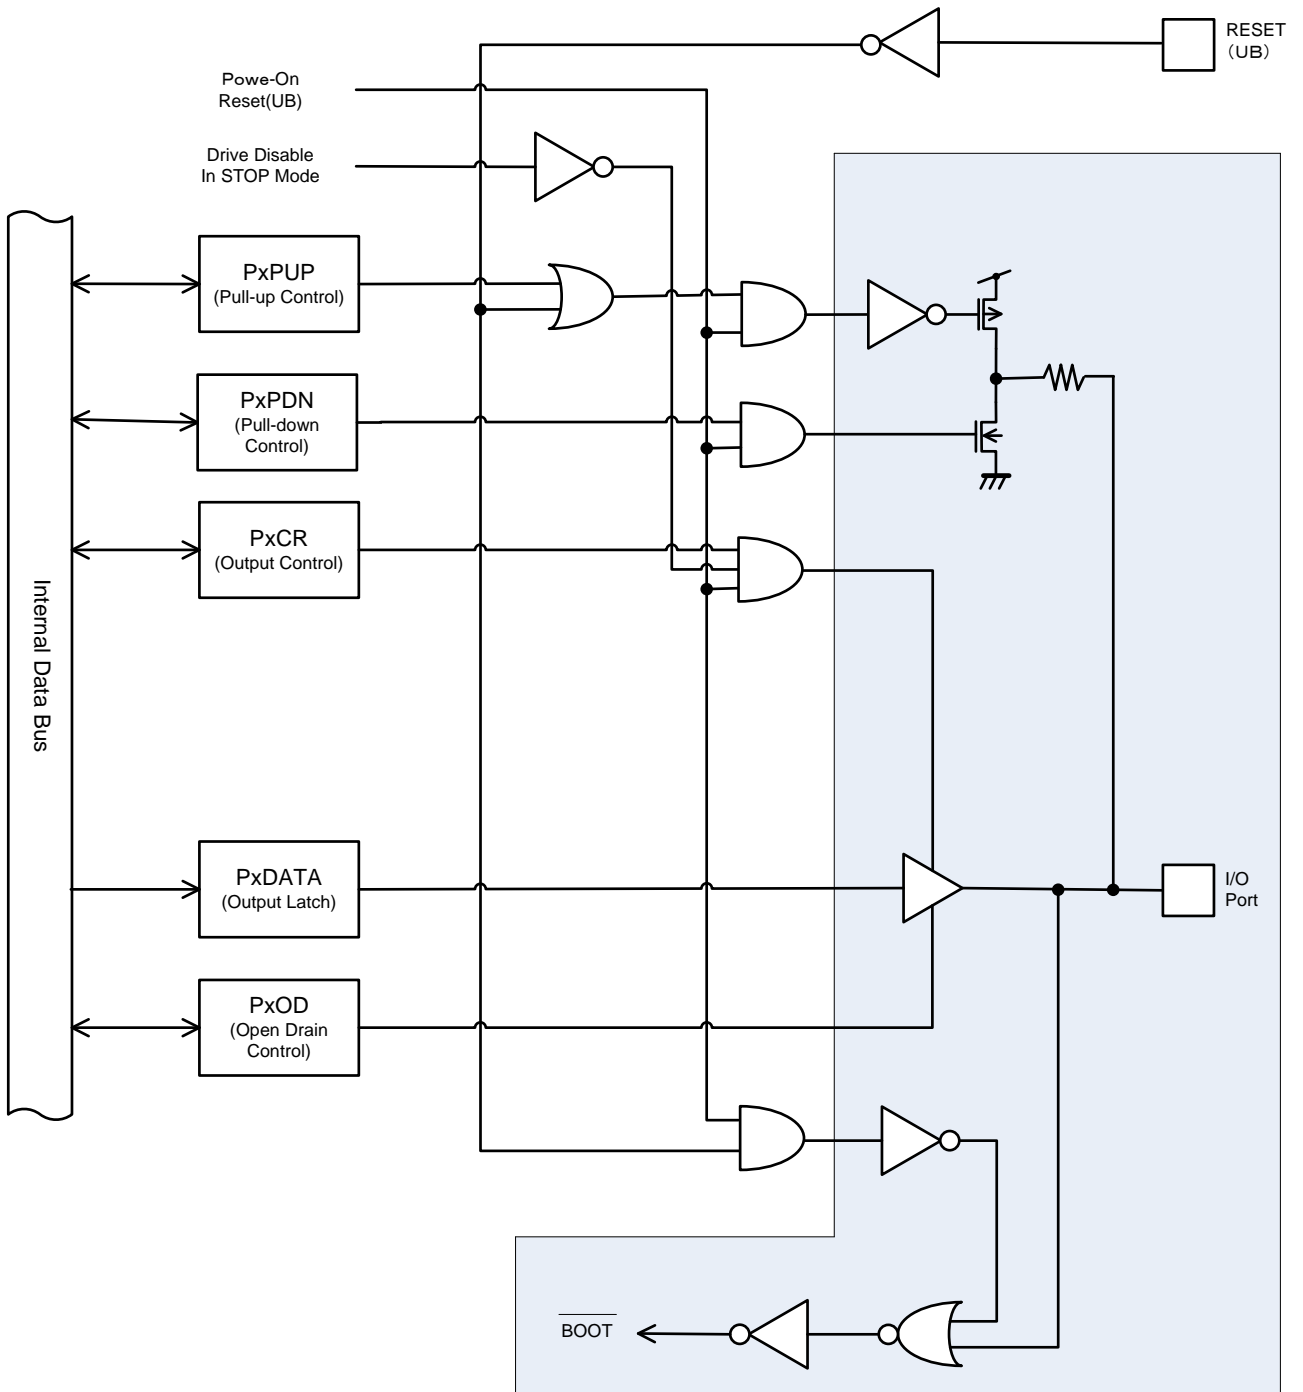 RESET
(UB)
Powe-On
Reset(UB)
Drive Disable
In STOP Mode
PxPUP
(Pull-up Control)
PxPDN
(Pull-down
Control)
PxCR
(Output Control)
Internal Data Bus
PxDATA
(Output Latch)
I/O
Port
PxOD
(Open Drain
Control)
BOOT